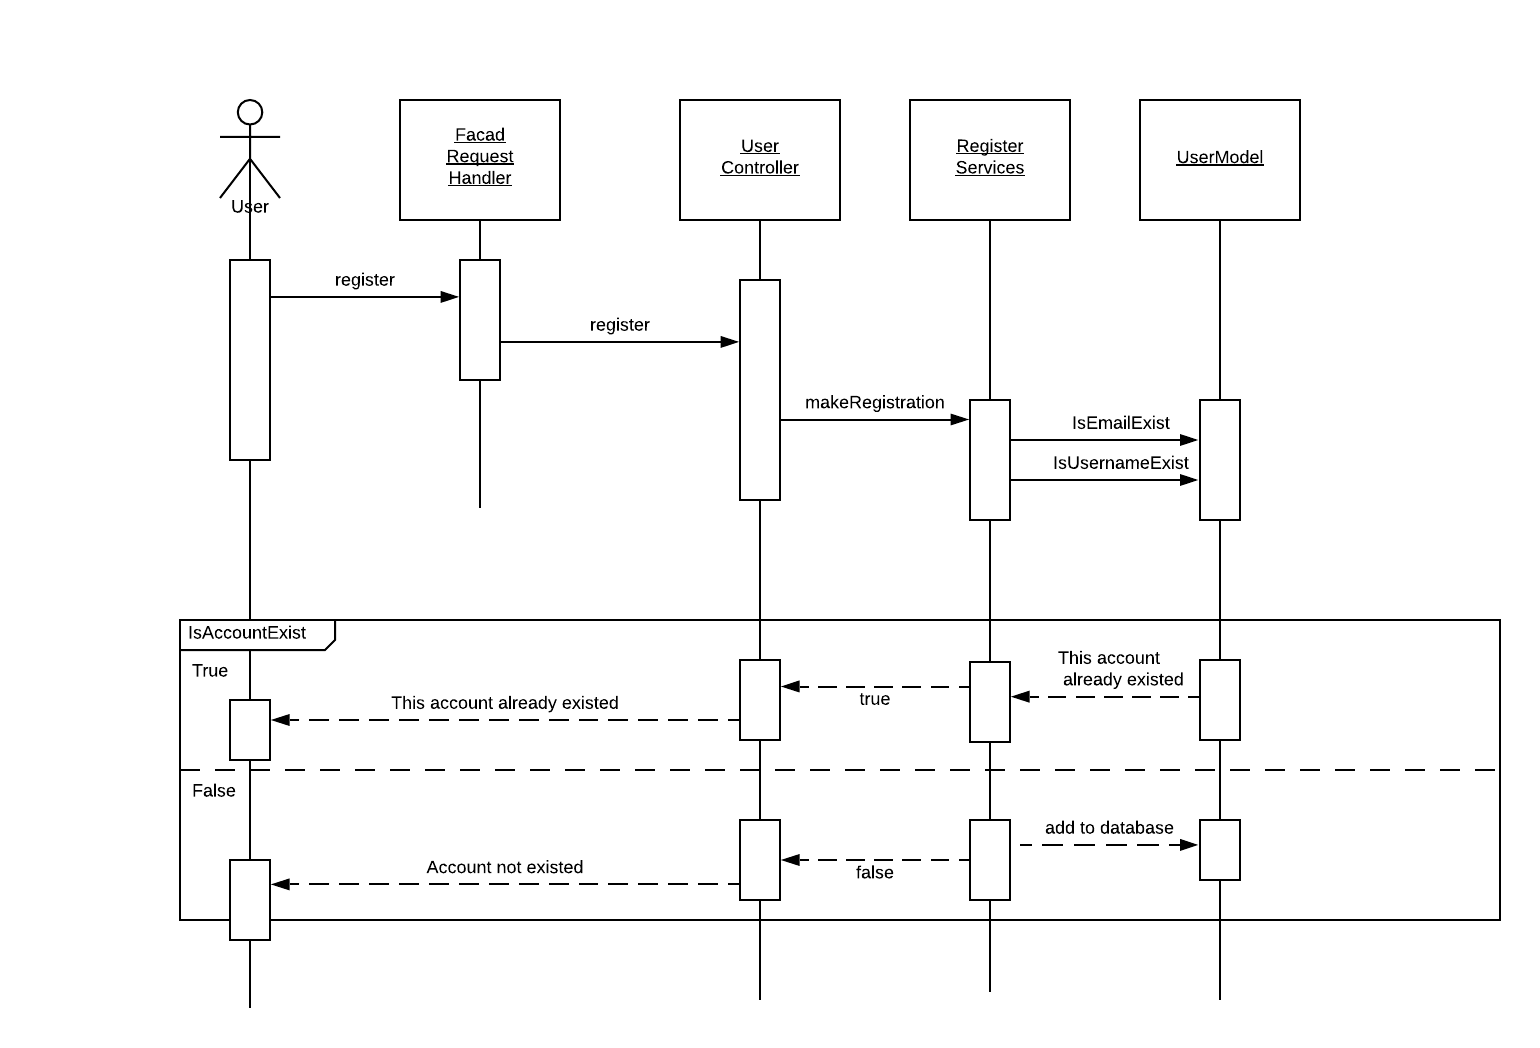 User
Facad
Request
Handler
User
Controller
Register
Services
UserModel
register
register
makeRegistration
IsEmailExist
IsUsernameExist
IsAccountExist
True
This account
already existed
true
This account already existed
False
add to database
false
Account not existed